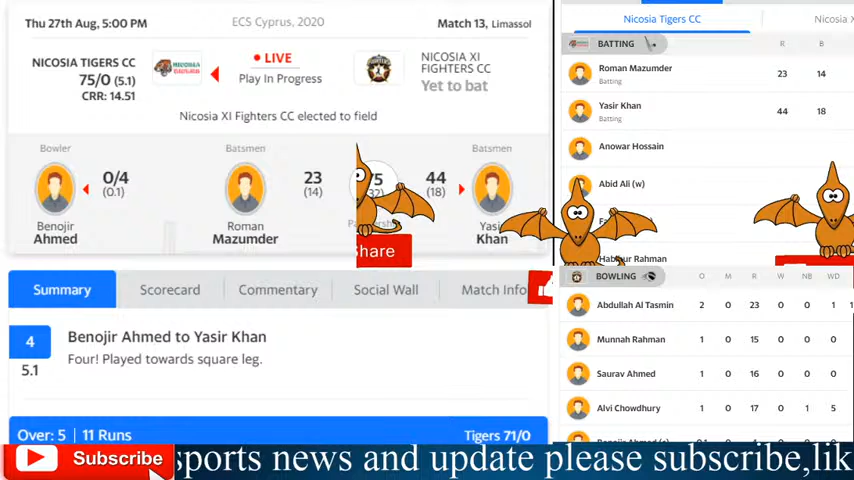 Thu 27th Aug, 5:00 PM
ECS Cyprus, 2020
Match 13, Limassol
NICOSIA TIGERS CC
75/0 (5.1)
CRR: 14.51
LIVE
Play In Progress
NICOSIA XI
FIGHTERS CC
Yet to bat
Nicosia XI Fighters CC elected to field
Bowler
0/4
(0.1)
Benojir
Ahmed
Batsmen
23
(14)
Roman
Mazumder
Batsmen
44
(18)
Khan
Share
Summary
Scorecard
Commentary
Social Wall
Match Info
4
5.1
Benojir Ahmed to Yasir Khan
Four! Played towards square leg.
Over: 5 | 11 Runs
Tigers 71/0
Nicosia Tigers CC
Nicosia X
BATTING R B
Roman Mazumder 23 14
Batting
Yasir Khan 44 18
Batting
Anowar Hossain
Abid Ali (w)
Rahman
BOWLING O M R W NB WD
Abdullah Al Tasmin 2 0 23 0 0 1
Munnah Rahman 1 0 15 0 0 0
Saurav Ahmed 1 0 16 0 0 0
Alvi Chowdhury 1 0 17 0 1 5
Subscribe
sports news and update please subscribe,lik